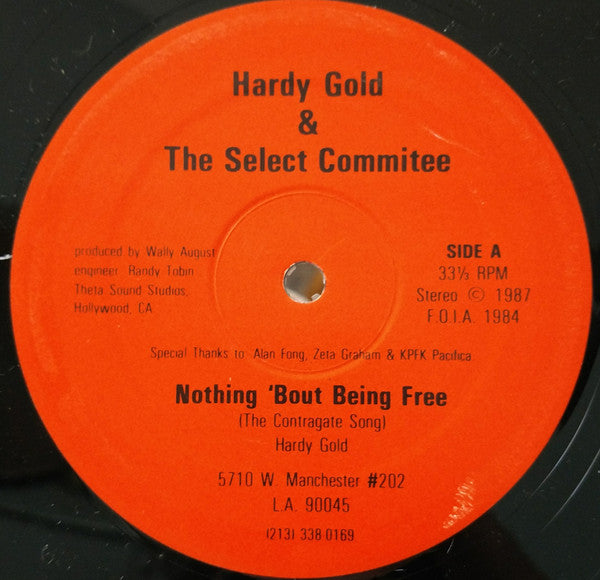 Hardy Gold
&
The Select Commitee
produced by Wally August
engineer Randy Tobin
Theta Sound Studios,
Hollywood, CA.
SIDE A
33⅓ RPM
Stereo © 1987
F.O.I.A. 1984
Special Thanks to Alan Fong, Zeta Graham & KPFK Pacifica.
Nothing ‘Bout Being Free
(The Contragate Song)
Hardy Gold
5710 W. Manchester #202
L.A. 90045
(213) 338 0169